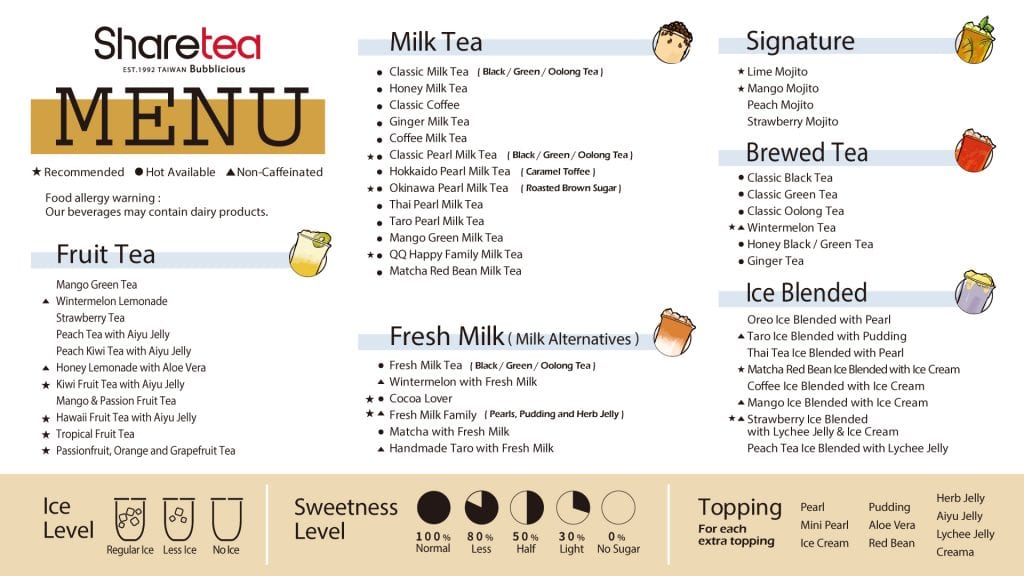 Sharetea
EST.1992 TAIWAN Bubblicious
MENU
★ Recommended ● Hot Available ▲ Non-Caffeinated
Food allergy warning :
Our beverages may contain dairy products.
Fruit Tea
Mango Green Tea
▲ Wintermelon Lemonade
Strawberry Tea
Peach Tea with Aiyu Jelly
Peach Kiwi Tea with Aiyu Jelly
▲ Honey Lemonade with Aloe Vera
★ Kiwi Fruit Tea with Aiyu Jelly
Mango & Passion Fruit Tea
★ Hawaii Fruit Tea with Aiyu Jelly
★ Tropical Fruit Tea
★ Passionfruit, Orange and Grapefruit Tea
Milk Tea
● Classic Milk Tea ( Black / Green / Oolong Tea )
● Honey Milk Tea
● Classic Coffee
● Ginger Milk Tea
● Coffee Milk Tea
★ ● Classic Pearl Milk Tea ( Black / Green / Oolong Tea )
● Hokkaido Pearl Milk Tea ( Caramel Toffee )
★ ● Okinawa Pearl Milk Tea ( Roasted Brown Sugar )
● Thai Pearl Milk Tea
● Taro Pearl Milk Tea
● Mango Green Milk Tea
★ ● QQ Happy Family Milk Tea
● Matcha Red Bean Milk Tea
Fresh Milk ( Milk Alternatives )
● Fresh Milk Tea ( Black / Green / Oolong Tea )
▲ Wintermelon with Fresh Milk
★ ● Cocoa Lover
★ ▲ Fresh Milk Family ( Pearls, Pudding and Herb Jelly )
● Matcha with Fresh Milk
▲ Handmade Taro with Fresh Milk
Signature
★ Lime Mojito
★ Mango Mojito
Peach Mojito
Strawberry Mojito
Brewed Tea
● Classic Black Tea
● Classic Green Tea
● Classic Oolong Tea
★ ▲ Wintermelon Tea
● Honey Black / Green Tea
● Ginger Tea
Ice Blended
Oreo Ice Blended with Pearl
▲ Taro Ice Blended with Pudding
Thai Tea Ice Blended with Pearl
★ Matcha Red Bean Ice Blended with Ice Cream
Coffee Ice Blended with Ice Cream
▲ Mango Ice Blended with Ice Cream
★ ▲ Strawberry Ice Blended
with Lychee Jelly & Ice Cream
Peach Tea Ice Blended with Lychee Jelly
Ice
Level
Regular Ice Less Ice No Ice
Sweetness
Level
100% 80% 50% 30% 0%
Normal Less Half Light No Sugar
Topping
For each
extra topping
Pearl
Mini Pearl
Ice Cream
Pudding
Aloe Vera
Red Bean
Herb Jelly
Aiyu Jelly
Lychee Jelly
Creama